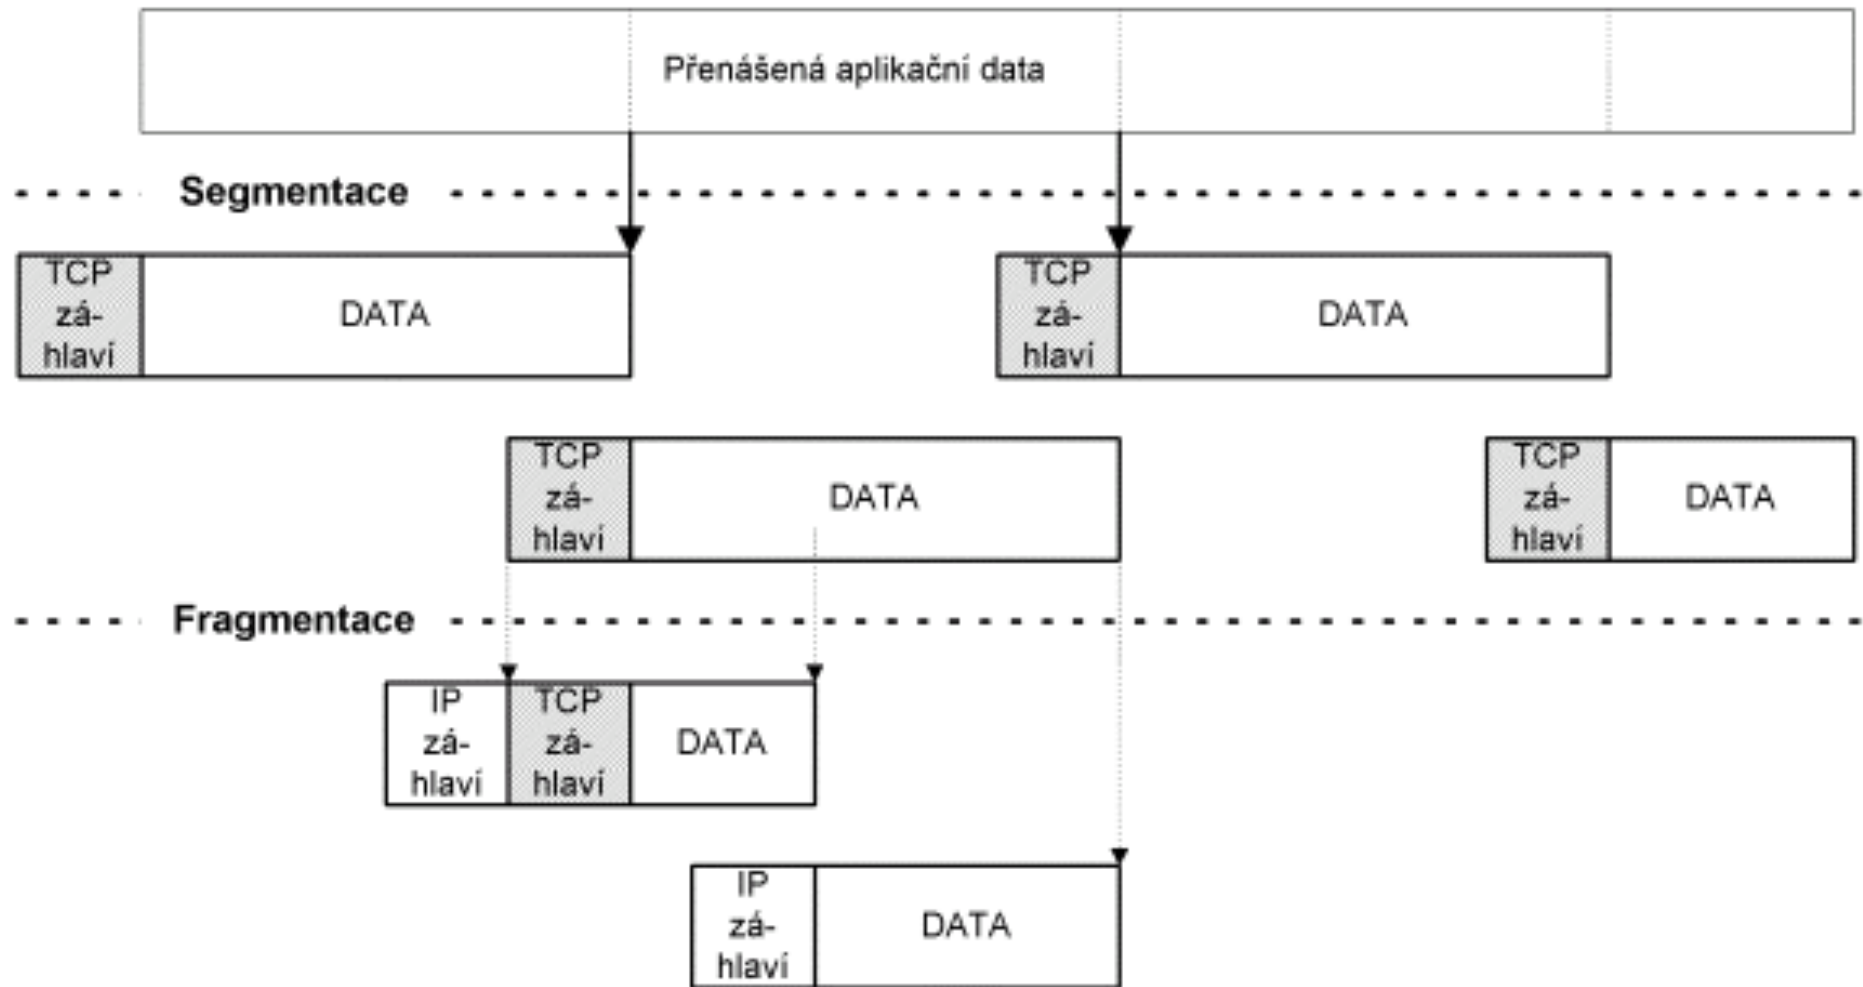 Přenášená aplikační data
Segmentace
TCP
zá-
hlaví
DATA
TCP
zá-
hlaví
DATA
TCP
zá-
hlaví
DATA
TCP
zá-
hlaví
DATA
Fragmentace
IP
zá-
hlaví
TCP
zá-
hlaví
DATA
IP
zá-
hlaví
DATA